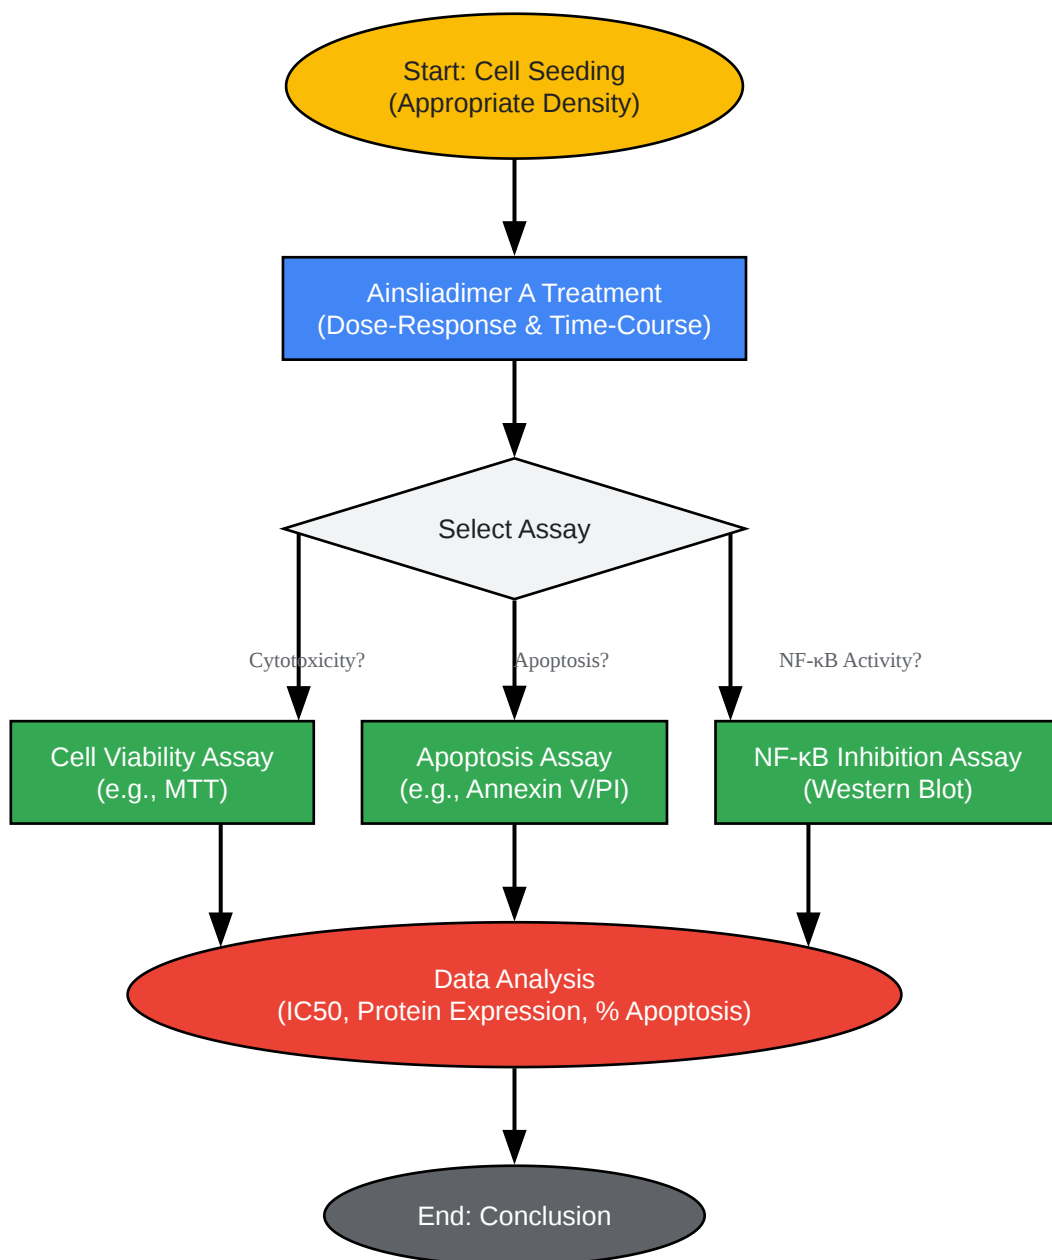 Start: Cell Seeding
(Appropriate Density)
Ainsliadimer A Treatment
(Dose-Response & Time-Course)
Select Assay
Cytotoxicity?
Apoptosis?
NF-κB Activity?
Cell Viability Assay
(e.g., MTT)
Apoptosis Assay
(e.g., Annexin V/PI)
NF-κB Inhibition Assay
(Western Blot)
Data Analysis
(IC50, Protein Expression, % Apoptosis)
End: Conclusion